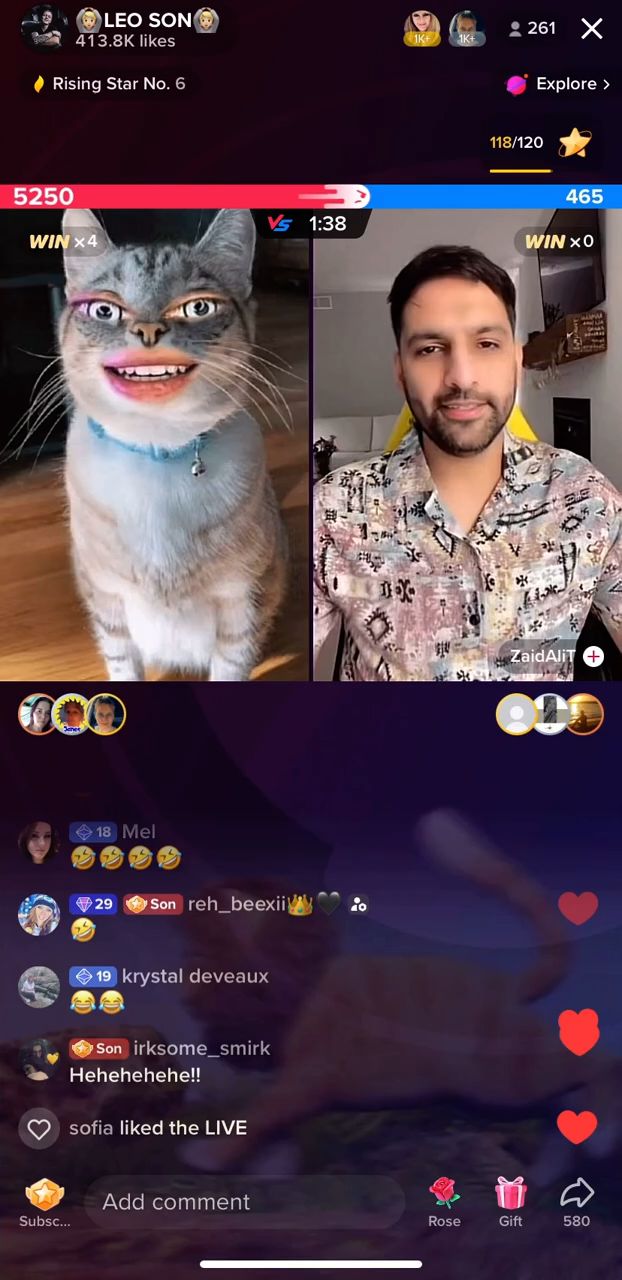 LEO SON
413.8K likes
1K+
1K+
261
Rising Star No. 6
Explore >
118/120
5250
465
VS 1:38
WIN ×4
WIN ×0
ZaidAliT
18 Mel
29 Son reh_beexii
19 krystal deveaux
Son irksome_smirk
Hehehehehe!!
sofia liked the LIVE
Add comment
Subsc...
Rose
Gift
580